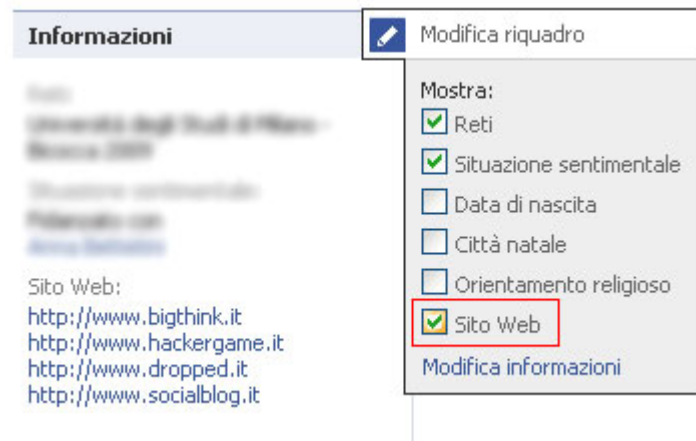 Informazioni
Modifica riquadro
Mostra:
Reti
Situazione sentimentale
Data di nascita
Città natale
Orientamento religioso
Sito Web
Modifica informazioni
Sito Web:
http://www.bigthink.it
http://www.hackergame.it
http://www.dropped.it
http://www.socialblog.it